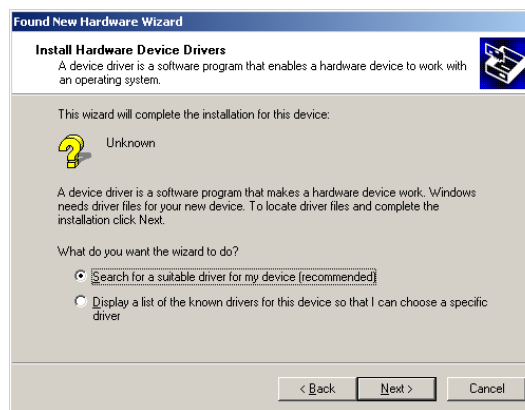 Found New Hardware Wizard
Install Hardware Device Drivers
A device driver is a software program that enables a hardware device to work with
an operating system.
This wizard will complete the installation for this device:
Unknown
A device driver is a software program that makes a hardware device work. Windows
needs driver files for your new device. To locate driver files and complete the
installation click Next.
What do you want the wizard to do?
Search for a suitable driver for my device (recommended)
Display a list of the known drivers for this device so that I can choose a specific
driver
< Back
Next >
Cancel